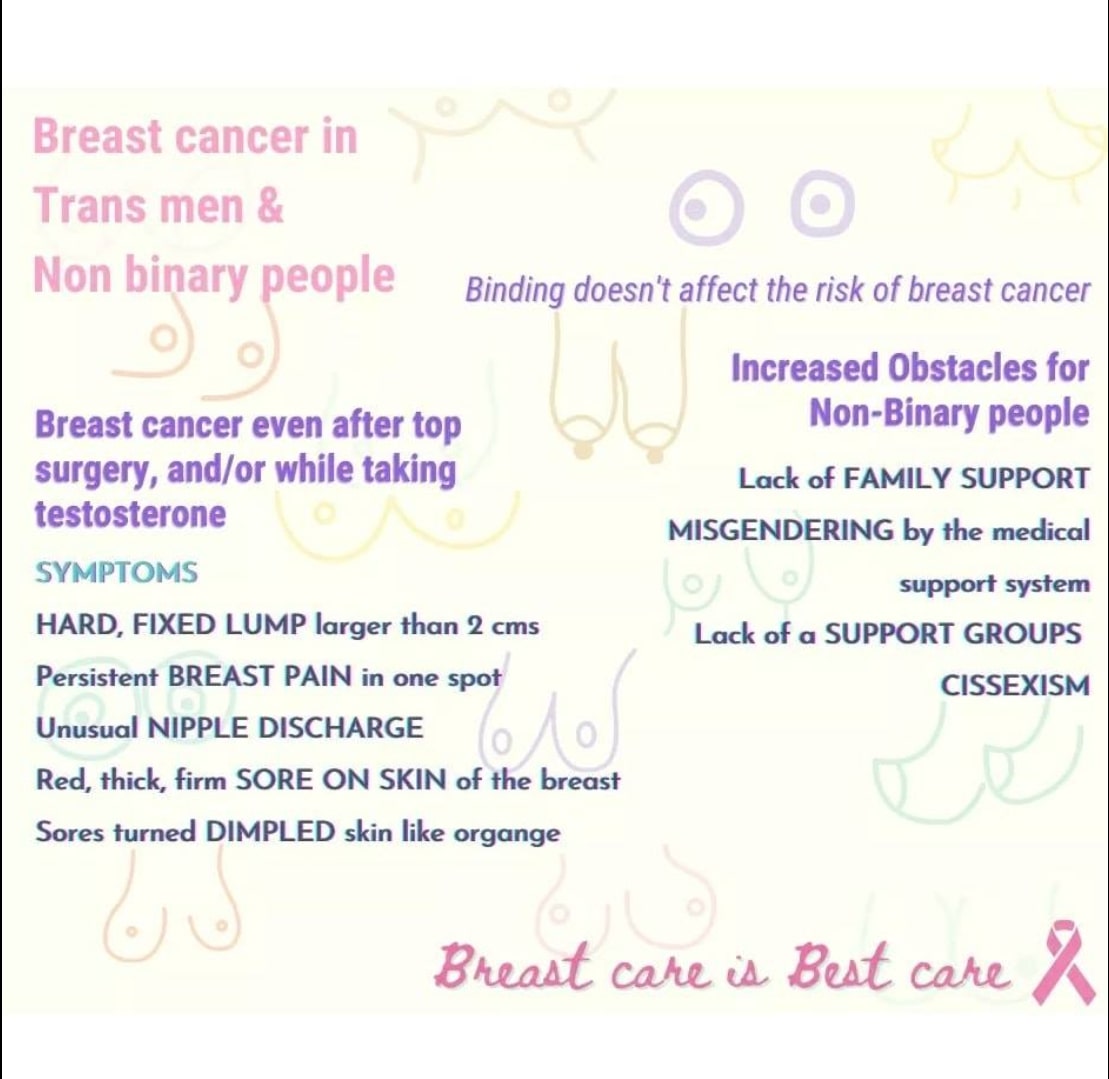 Breast cancer in
Trans men &
Non binary people
Binding doesn't affect the risk of breast cancer
Breast cancer even after top
surgery, and/or while taking
testosterone
SYMPTOMS
HARD, FIXED LUMP larger than 2 cms
Persistent BREAST PAIN in one spot
Unusual NIPPLE DISCHARGE
Red, thick, firm SORE ON SKIN of the breast
Sores turned DIMPLED skin like organge
Increased Obstacles for
Non-Binary people
Lack of FAMILY SUPPORT
MISGENDERING by the medical
support system
Lack of a SUPPORT GROUPS
CISSEXISM
Breast care is Best care